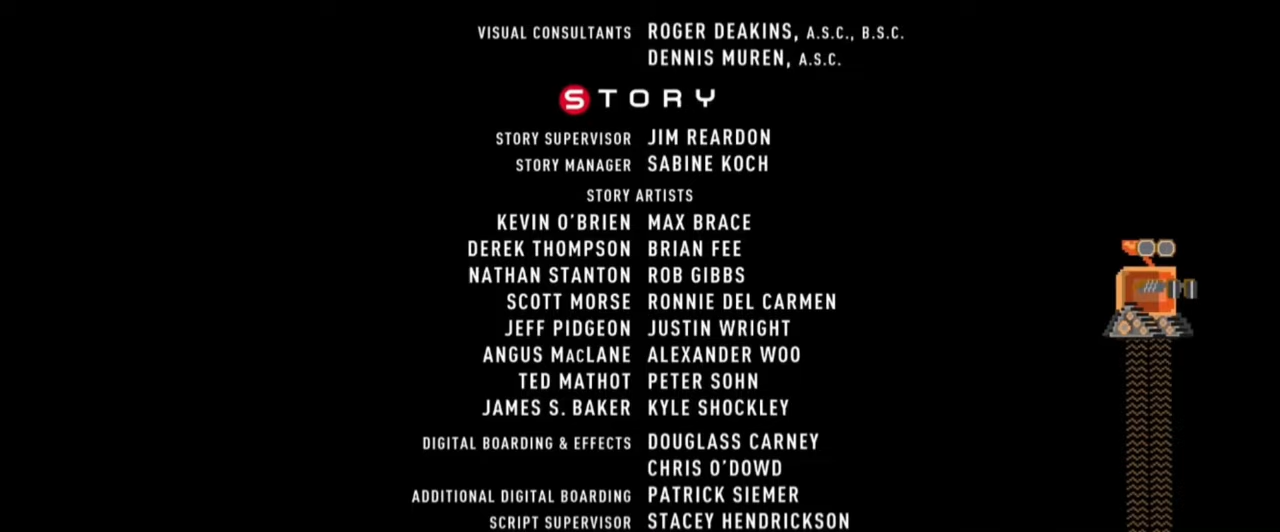 VISUAL CONSULTANTS ROGER DEAKINS, A.S.C., B.S.C.
DENNIS MUREN, A.S.C.
STORY
STORY SUPERVISOR JIM REARDON
STORY MANAGER SABINE KOCH
STORY ARTISTS
KEVIN O'BRIEN MAX BRACE
DEREK THOMPSON BRIAN FEE
NATHAN STANTON ROB GIBBS
SCOTT MORSE RONNIE DEL CARMEN
JEFF PIDGEON JUSTIN WRIGHT
ANGUS MACLANE ALEXANDER WOO
TED MATHOT PETER SOHN
JAMES S. BAKER KYLE SHOCKLEY
DIGITAL BOARDING & EFFECTS DOUGLASS CARNEY
CHRIS O'DOWD
ADDITIONAL DIGITAL BOARDING PATRICK SIEMER
SCRIPT SUPERVISOR STACEY HENDRICKSON